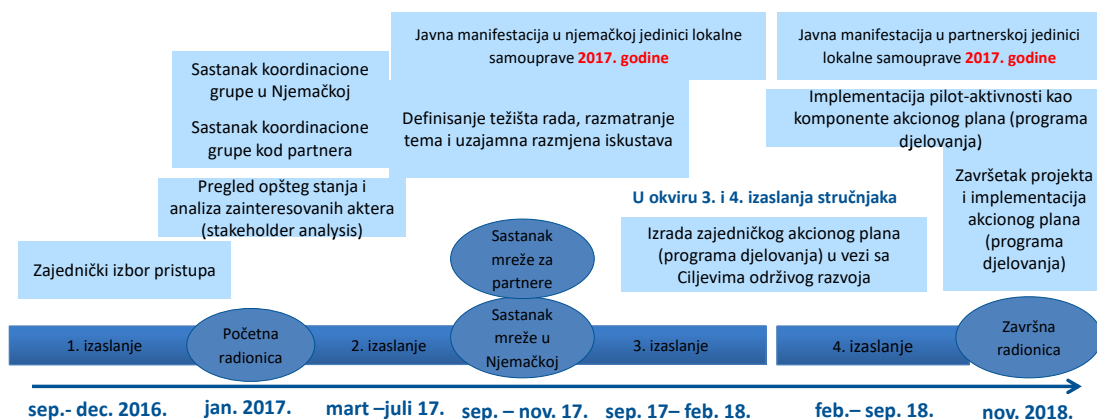 Javna manifestacija u njemačkoj jedinici lokalne
samouprave 2017. godine
Javna manifestacija u partnerskoj jedinici
lokalne samouprave 2017. godine
Sastanak koordinacione
grupe u Njemačkoj
Sastanak koordinacione
grupe kod partnera
Definisanje težišta rada, razmatranje
tema i uzajamna razmjena iskustava
Implementacija pilot-aktivnosti kao
komponente akcionog plana (programa
djelovanja)
Pregled opšteg stanja i
analiza zainteresovanih aktera
(stakeholder analysis)
Završetak projekta
i implementacija
akcionog plana
(programa
djelovanja)
U okviru 3. i 4. izaslanja stručnjaka
Izrada zajedničkog akcionog plana
(programa djelovanja) u vezi sa
Ciljevima održivog razvoja
Zajednički izbor pristupa
Sastanak
mreže za
partnere
1. izaslanje
Početna
radionica
2. izaslanje
Sastanak
mreže u
Njemačkoj
3. izaslanje
4. izaslanje
Završna
radionica
sep.- dec. 2016.
jan. 2017.
mart –juli 17.
sep. – nov. 17.
sep. 17– feb. 18.
feb.– sep. 18.
nov. 2018.